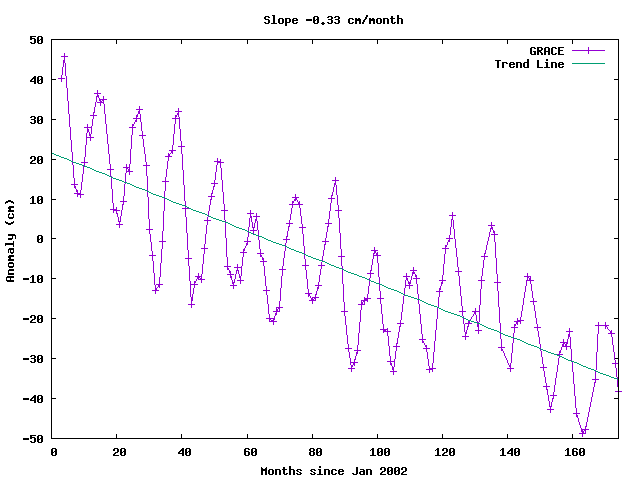 Slope -0.33 cm/month
GRACE
Trend Line
50
40
30
20
10
0
-10
-20
-30
-40
-50
Anomaly (cm)
0 20 40 60 80 100 120 140 160
Months since Jan 2002